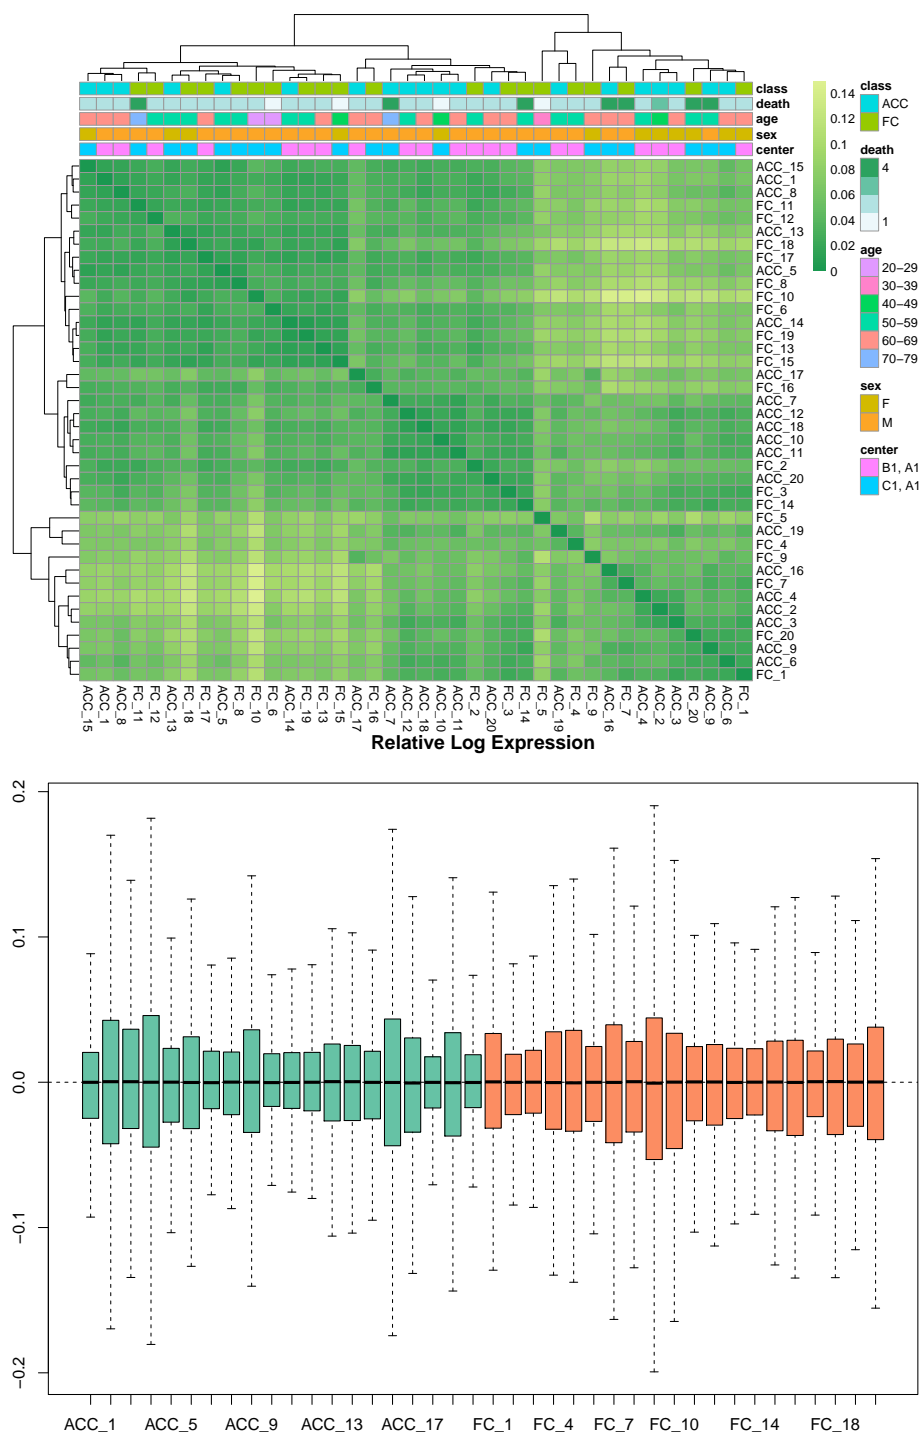 class
death
age
sex
center
0.14
0.12
0.1
0.08
0.06
0.04
0.02
0
class
ACC
FC
death
4
1
age
20−29
30−39
40−49
50−59
60−69
70−79
sex
F
M
center
B1, A1
C1, A1
ACC_15
ACC_1
ACC_8
FC_11
FC_12
ACC_13
FC_18
FC_17
ACC_5
FC_8
FC_10
FC_6
ACC_14
FC_19
FC_13
FC_15
ACC_17
FC_16
ACC_7
ACC_12
ACC_18
ACC_10
ACC_11
FC_2
ACC_20
FC_3
FC_14
FC_5
ACC_19
FC_4
FC_9
ACC_16
FC_7
ACC_4
ACC_2
ACC_3
FC_20
ACC_9
ACC_6
FC_1
ACC_15
ACC_1
ACC_8
FC_11
FC_12
ACC_13
FC_18
FC_17
ACC_5
FC_8
FC_10
FC_6
ACC_14
FC_19
FC_13
FC_15
ACC_17
FC_16
ACC_7
ACC_12
ACC_18
ACC_10
ACC_11
FC_2
ACC_20
FC_3
FC_14
FC_5
ACC_19
FC_4
FC_9
ACC_16
FC_7
ACC_4
ACC_2
ACC_3
FC_20
ACC_9
ACC_6
FC_1
Relative Log Expression
0.2
0.1
0.0
−0.1
−0.2
ACC_1 ACC_5 ACC_9 ACC_13 ACC_17 FC_1 FC_4 FC_7 FC_10 FC_14 FC_18